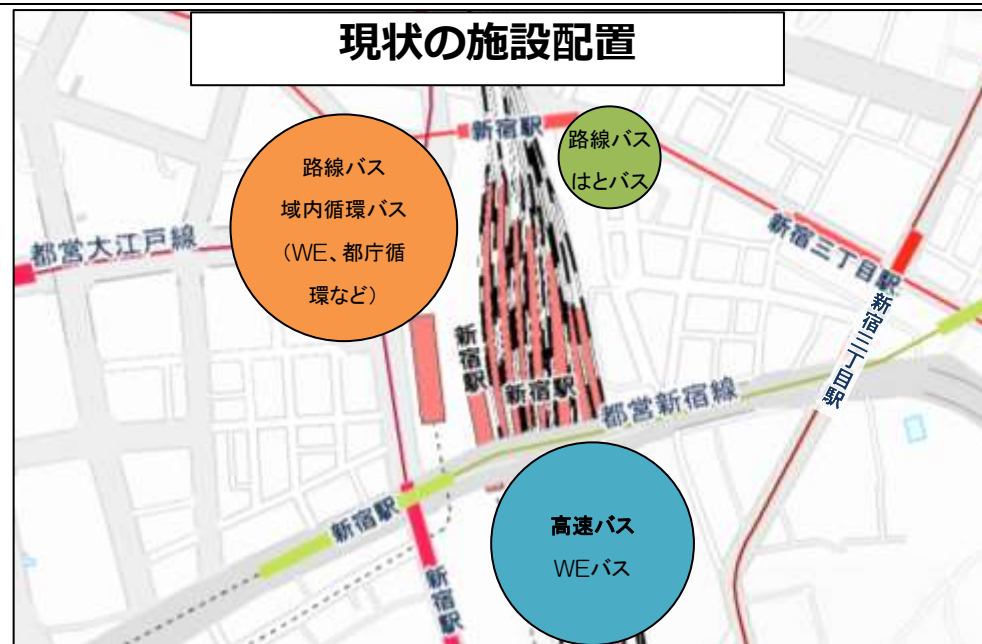 現状の施設配置
新宿駅
路線バス
はとバス
路線バス
域内循環バス
(WE、都庁循
環など)
都営大江戸線
新宿三丁目駅
新宿三丁目駅
新宿駅
新宿駅
都営新宿線
新宿駅
高速バス
WEバス
新宿駅